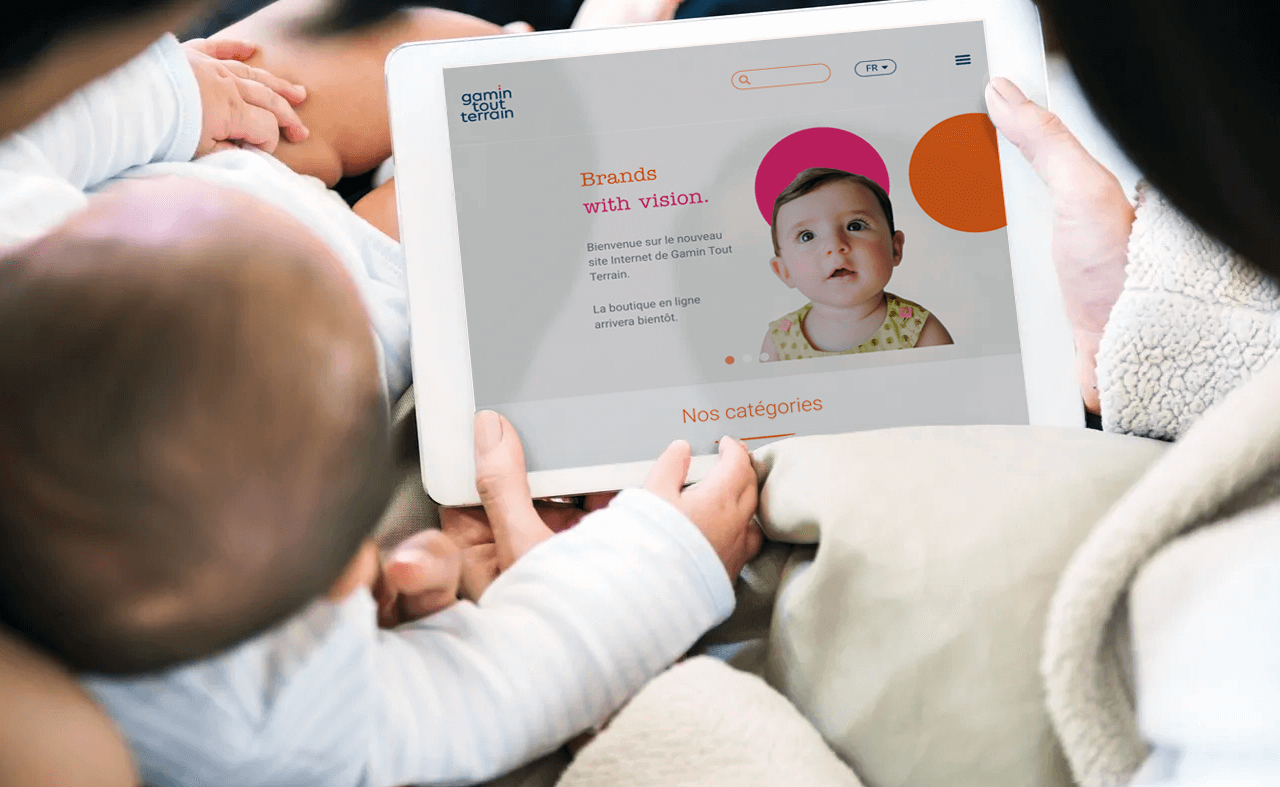 gamin
tout
terrain
FR
Brands
with vision.
Bienvenue sur le nouveau
site Internet de Gamin Tout
Terrain.
La boutique en ligne
arrivera bientôt.
Nos catégories